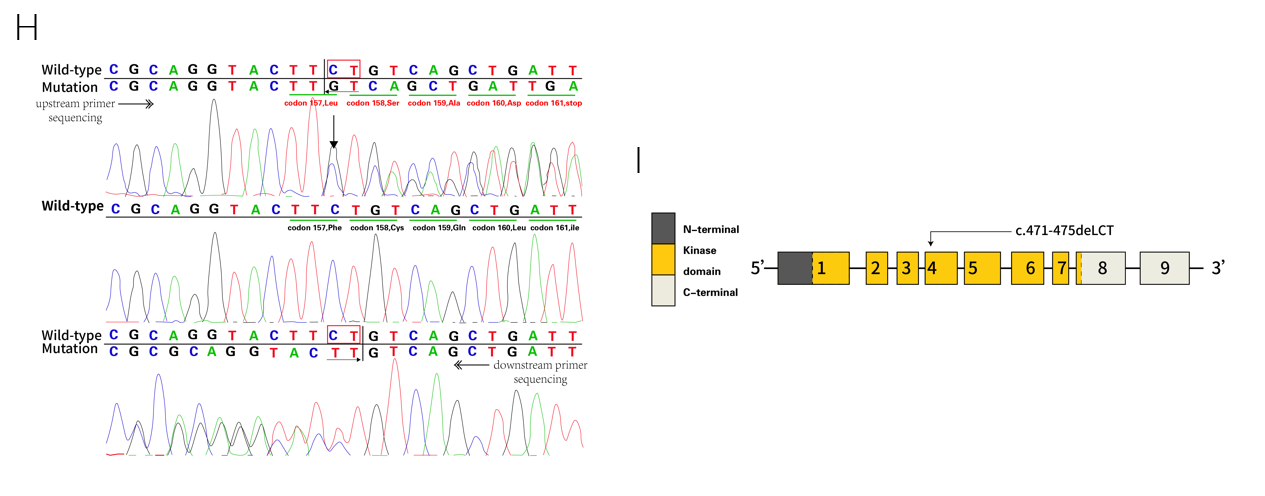 H
Wild-type C G C A G G T A C T T C T G T C A G C T G A T T
Mutation C G C A G G T A C T T G T C A G C T G A T T G A
upstream primer
sequencing
codon 157,Leu codon 158,Ser codon 159,Ala codon 160,Asp codon 161,stop
Wild-type C G C A G G T A C T T C T G T C A G C T G A T T
codon 157,Phe codon 158,Cys codon 159,Gln codon 160,Leu codon 161,ile
Wild-type C G C A G G T A C T T C T G T C A G C T G A T T
Mutation C G C G C A G G T A C T T G T C A G C T G A T T
downstream primer
sequencing
I
N-terminal
Kinase
domain
C-terminal
c.471-475deLCT
5’ 1 2 3 4 5 6 7 8 9 3’